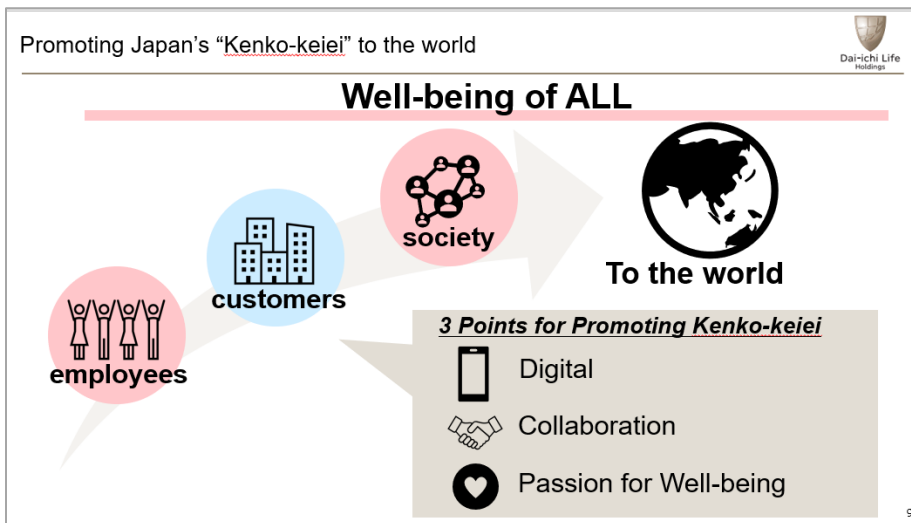 Promoting Japan's “Kenko-keiei” to the world
Dai-ichi Life
Holdings
Well-being of ALL
society
customers
employees
To the world
3 Points for Promoting Kenko-keiei
Digital
Collaboration
Passion for Well-being
9